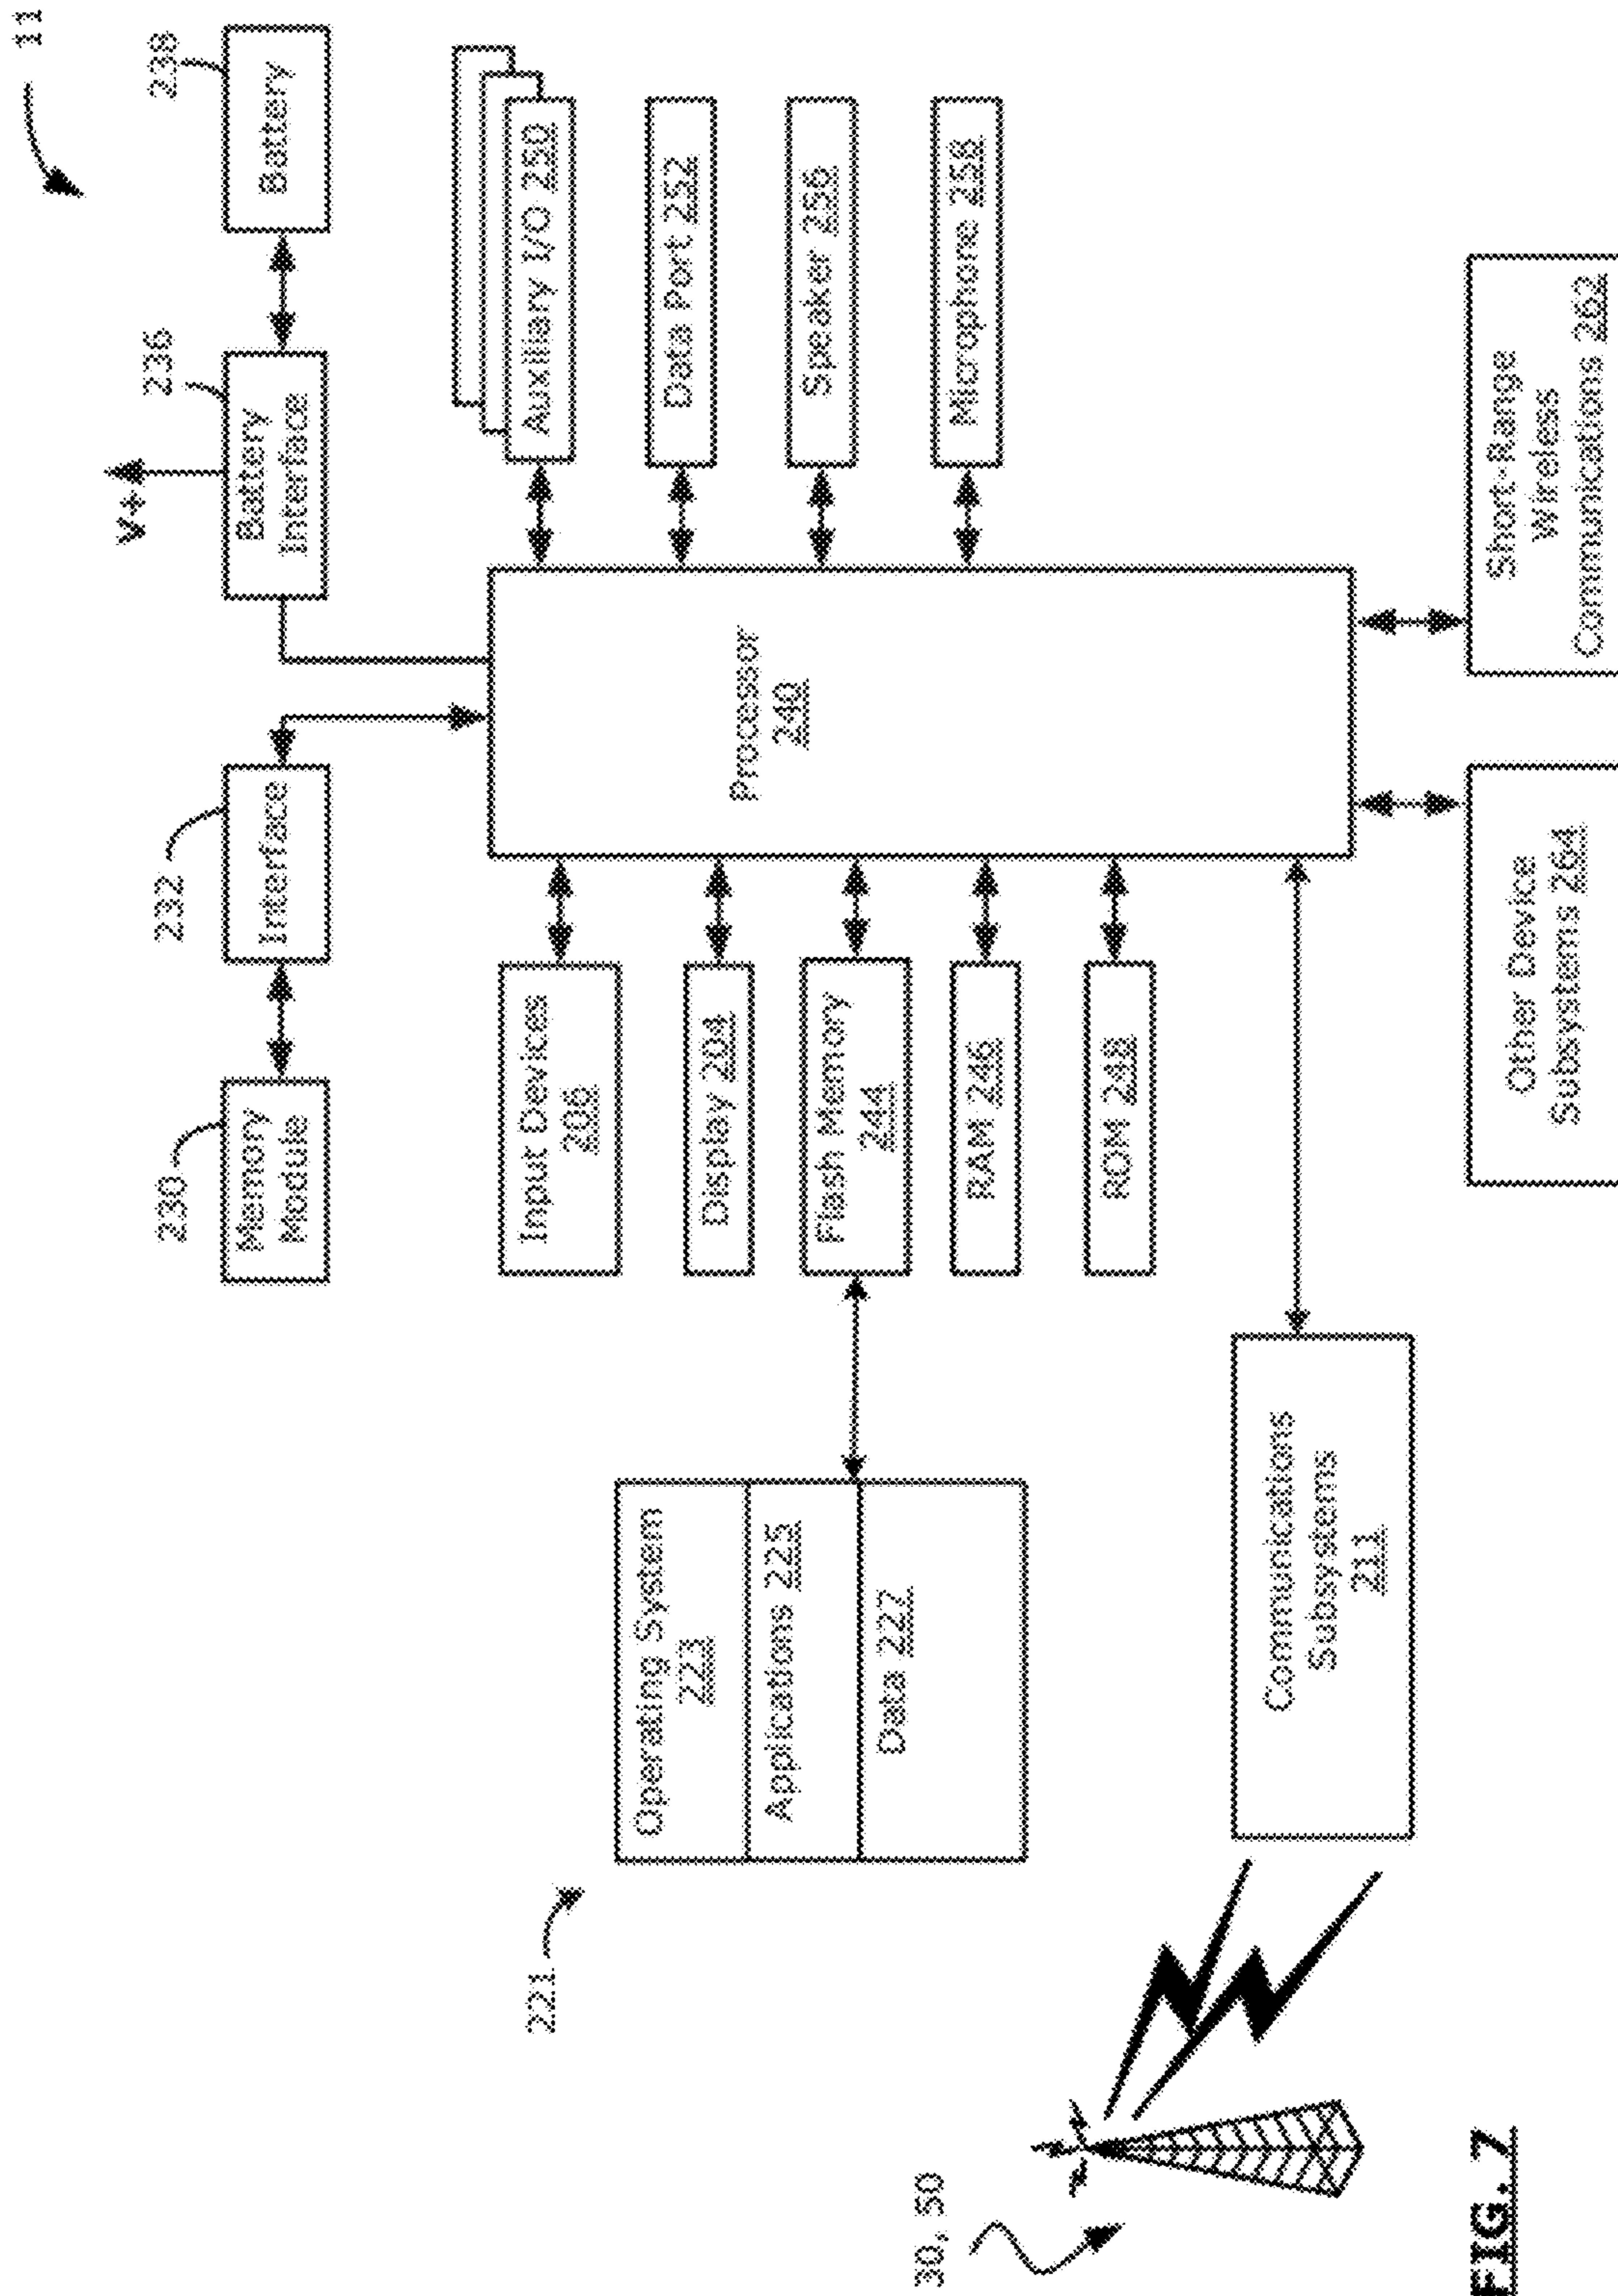 11
V+
230
232
236
238
Memory
Module
Interface
Battery
Interface
Battery
Input Devices
206
Display 204
Flash Memory
244
RAM 246
ROM 248
Processor
240
Auxiliary I/O 250
Data Port 252
Speaker 256
Microphone 258
221
Operating System
223
Applications 225
Data 227
Communications
Subsystems
211
30, 50
Other Device
Subsystems 264
Short-Range
Wireless
Communications 262
FIG. 7